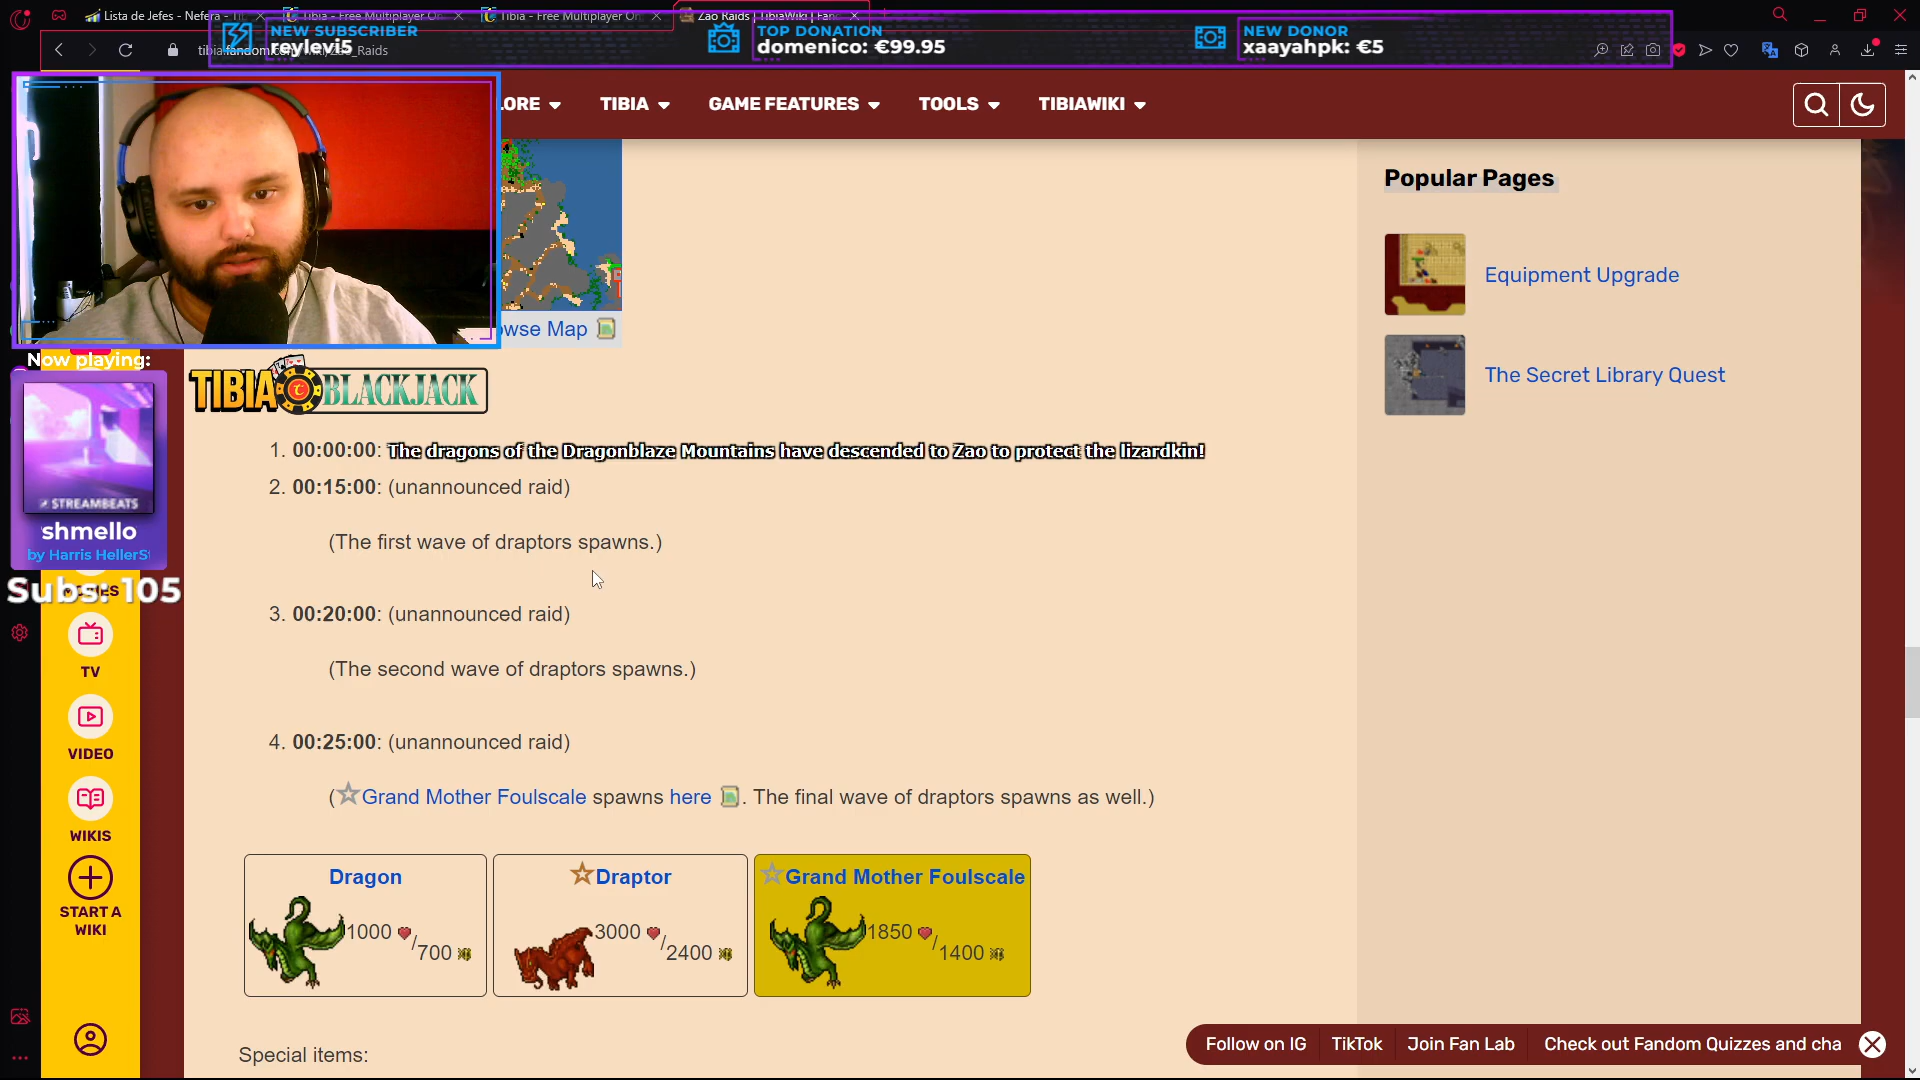 Lista de Jefes - Nefera - Ti
Tibia - Free Multiplayer On
Tibia - Free Multiplayer On
Zao Raids | TibiaWiki | Fan
NEW SUBSCRIBER
reylevi5
TOP DONATION
domenico: €99.95
NEW DONOR
xaayahpk: €5
LORE
TIBIA
GAME FEATURES
TOOLS
TIBIAWIKI
Popular Pages
Equipment Upgrade
The Secret Library Quest
owse Map
Now playing:
STREAMBEATS
shmello
by Harris HellerS
Subs: 105
TV
VIDEO
WIKIS
START A
WIKI
TIBIA BLACKJACK
1. 00:00:00: The dragons of the Dragonblaze Mountains have descended to Zao to protect the lizardkin!
2. 00:15:00: (unannounced raid)
(The first wave of draptors spawns.)
3. 00:20:00: (unannounced raid)
(The second wave of draptors spawns.)
4. 00:25:00: (unannounced raid)
(Grand Mother Foulscale spawns here. The final wave of draptors spawns as well.)
Dragon
1000 / 700
Draptor
3000 / 2400
Grand Mother Foulscale
1850 / 1400
Special items:
Follow on IG
TikTok
Join Fan Lab
Check out Fandom Quizzes and cha